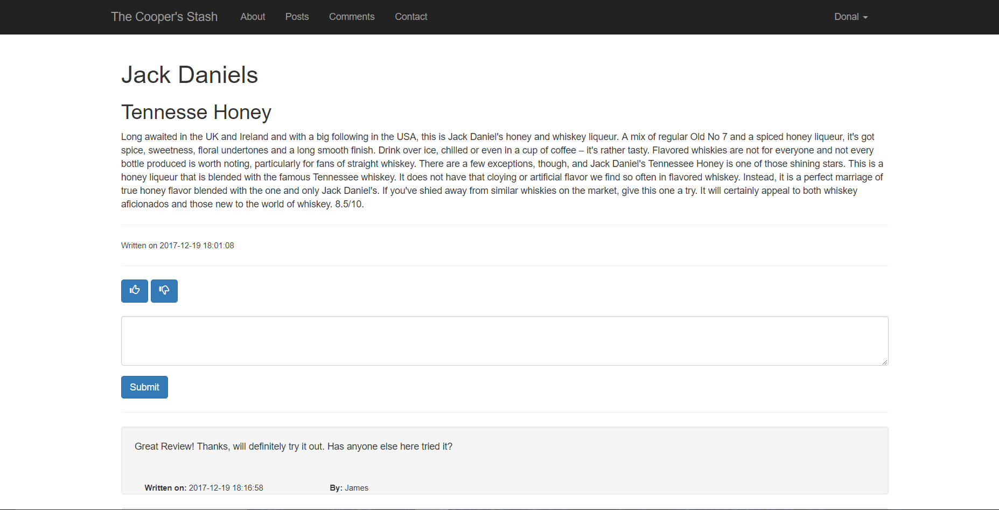 The Cooper's Stash About Posts Comments Contact Donal
Jack Daniels
Tennesse Honey
Long awaited in the UK and Ireland and with a big following in the USA, this is Jack Daniel's honey and whiskey liqueur. A mix of regular Old No 7 and a spiced honey liqueur, it's got
spice, sweetness, floral undertones and a long smooth finish. Drink over ice, chilled or even in a cup of coffee – it's rather tasty. Flavored whiskies are not for everyone and not every
bottle produced is worth noting, particularly for fans of straight whiskey. There are a few exceptions, though, and Jack Daniel's Tennessee Honey is one of those shining stars. This is a
honey liqueur that is blended with the famous Tennessee whiskey. It does not have that cloying or artificial flavor we find so often in flavored whiskey. Instead, it is a perfect marriage of
true honey flavor blended with the one and only Jack Daniel's. If you've shied away from similar whiskies on the market, give this one a try. It will certainly appeal to both whiskey
aficionados and those new to the world of whiskey. 8.5/10.
Written on 2017-12-19 18:01:08
Submit
Great Review! Thanks, will definitely try it out. Has anyone else here tried it?
Written on: 2017-12-19 18:16:58 By: James